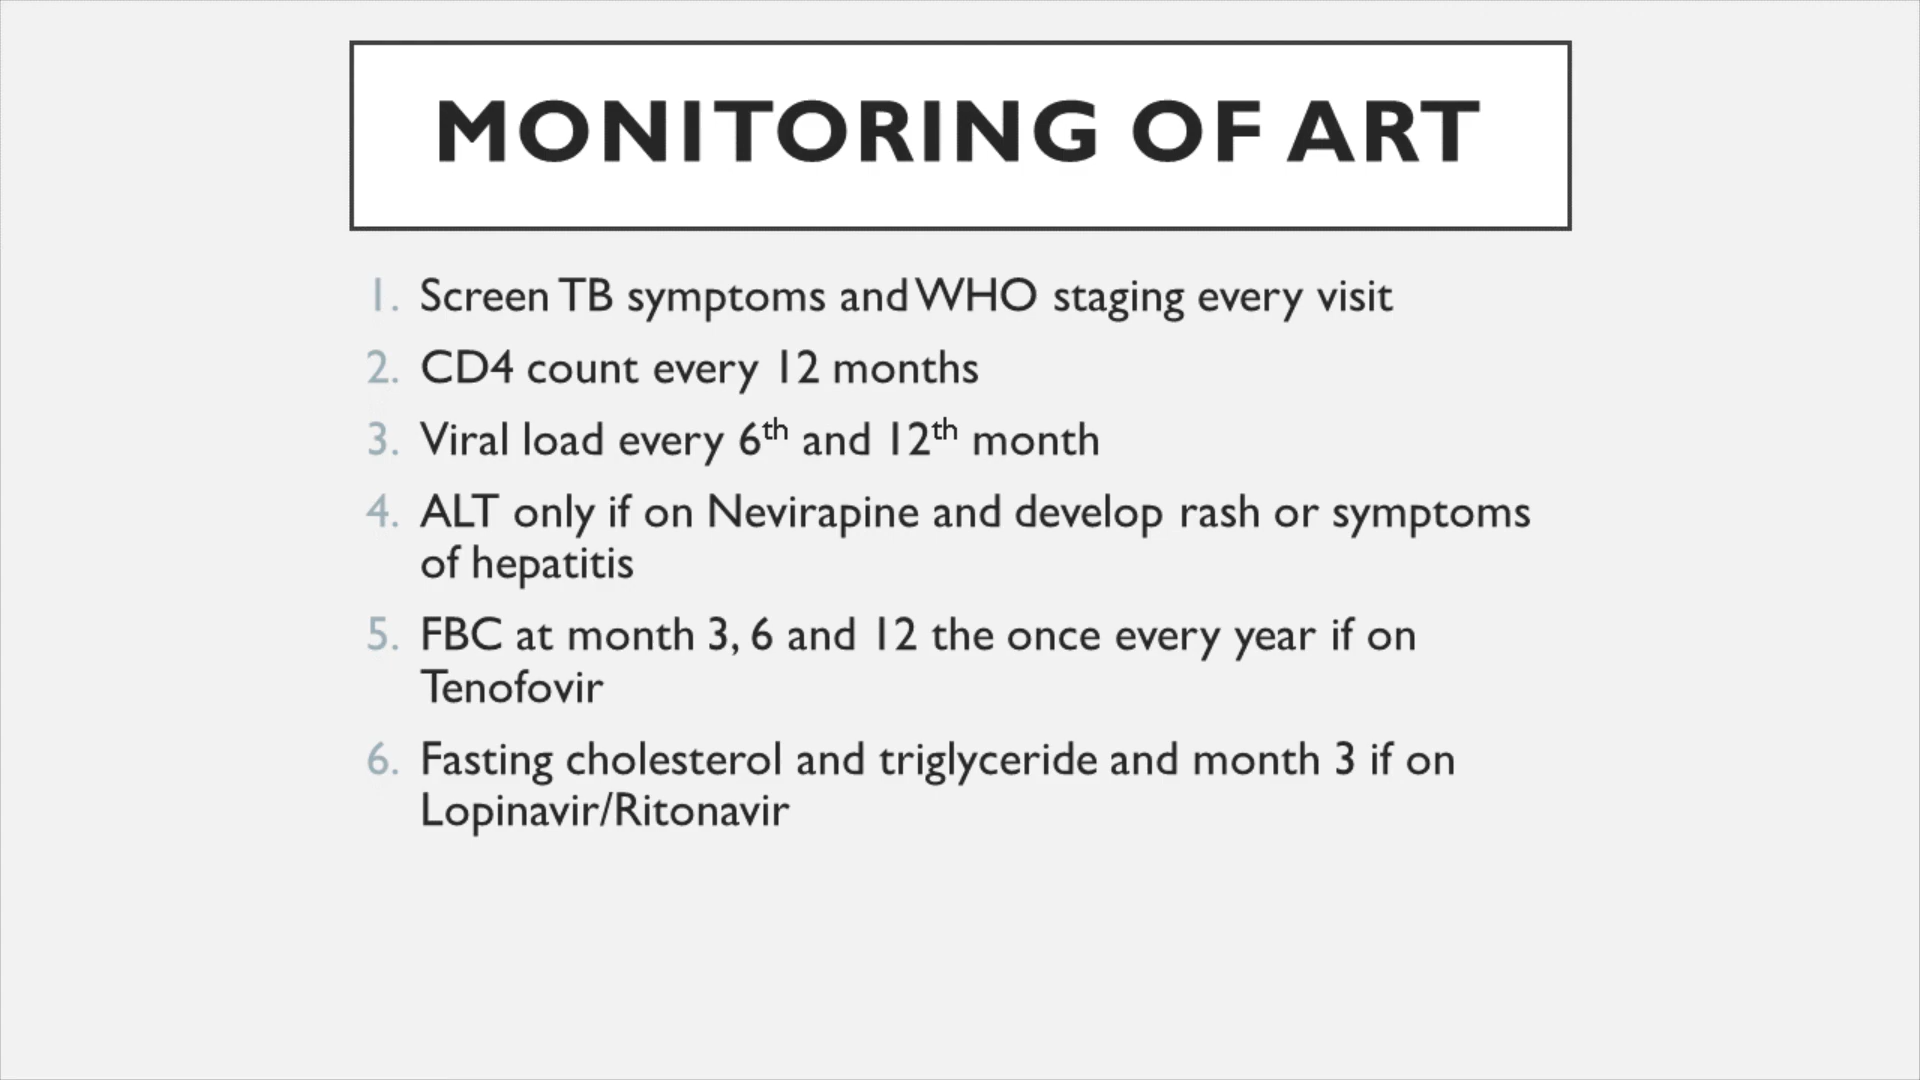 MONITORING OF ART
1. Screen TB symptoms and WHO staging every visit
2. CD4 count every 12 months
3. Viral load every 6th and 12th month
4. ALT only if on Nevirapine and develop rash or symptoms
of hepatitis
5. FBC at month 3, 6 and 12 the once every year if on
Tenofovir
6. Fasting cholesterol and triglyceride and month 3 if on
Lopinavir/Ritonavir